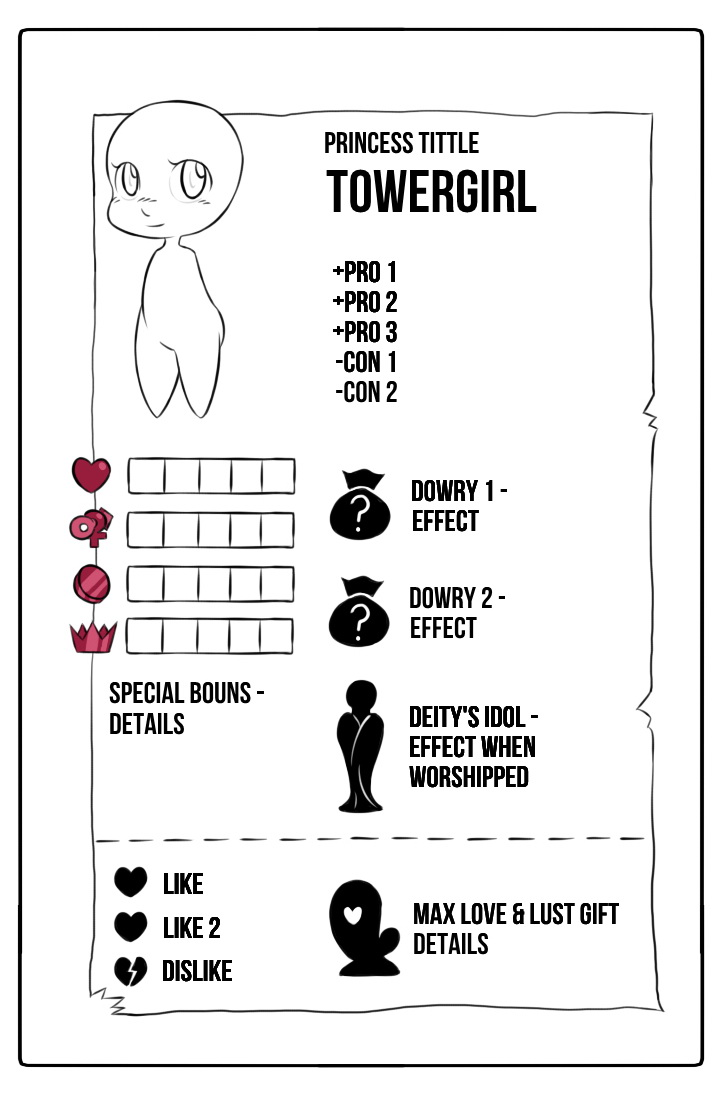 PRINCESS TITTLE
TOWERGIRL
+PRO 1
+PRO 2
+PRO 3
-CON 1
-CON 2
DOWRY 1 -
EFFECT
DOWRY 2 -
EFFECT
SPECIAL BOUNS -
DETAILS
DEITY'S IDOL -
EFFECT WHEN
WORSHIPPED
LIKE
LIKE 2
DISLIKE
MAX LOVE & LUST GIFT
DETAILS